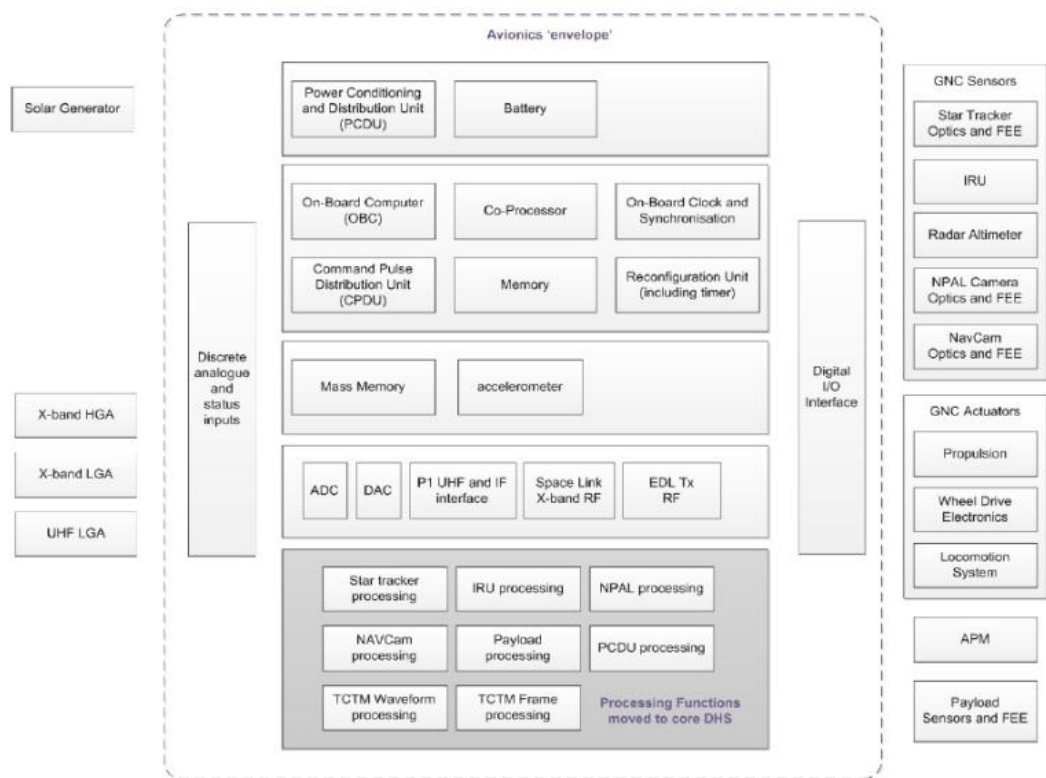 Avionics 'envelope'
Solar Generator
X-band HGA
X-band LGA
UHF LGA
Discrete
analogue
and
status
inputs
Power Conditioning
and Distribution Unit
(PCDU)
Battery
On-Board Computer
(OBC)
Co-Processor
On-Board Clock and
Synchronisation
Command Pulse
Distribution Unit
(CPDU)
Memory
Reconfiguration Unit
(including timer)
Mass Memory
accelerometer
ADC
DAC
P1 UHF and IF
interface
Space Link
X-band RF
EDL Tx
RF
Star tracker
processing
IRU processing
NPAL processing
NAVCam
processing
Payload
processing
PCDU processing
TCTM Waveform
processing
TCTM Frame
processing
Processing Functions
moved to core DHS
Digital
I/O
Interface
GNC Sensors
Star Tracker
Optics and FEE
IRU
Radar Altimeter
NPAL Camera
Optics and FEE
NavCam
Optics and FEE
GNC Actuators
Propulsion
Wheel Drive
Electronics
Locomotion
System
APM
Payload
Sensors and FEE